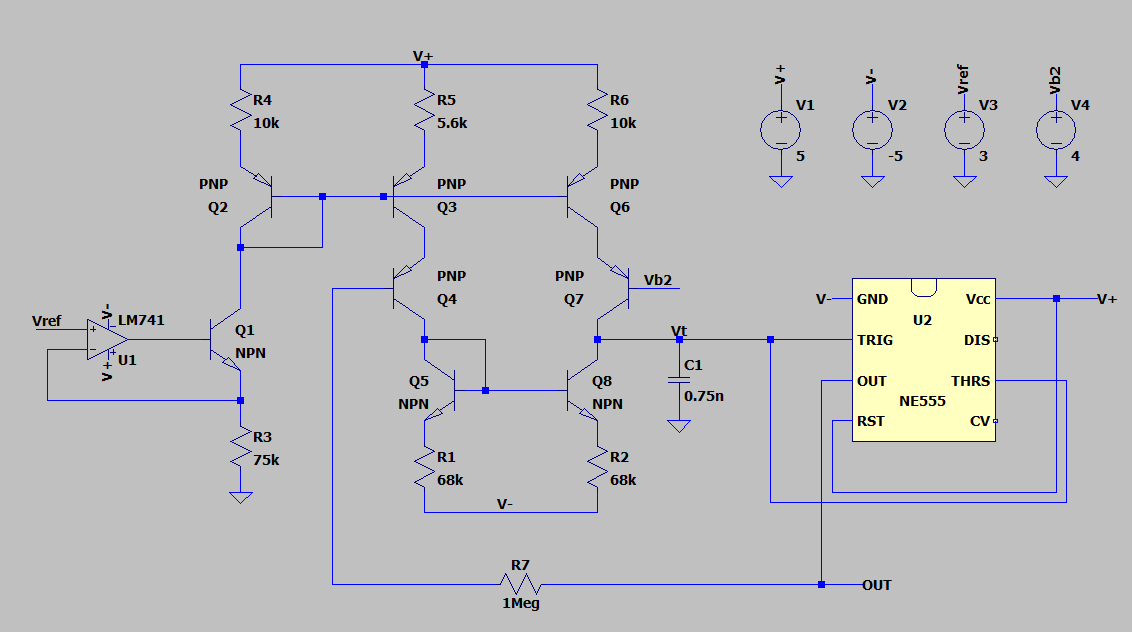 V+
R4
10k
R5
5.6k
R6
10k
V+
V1
5
V-
V2
-5
Vref
V3
3
Vb2
V4
4
PNP
Q2
PNP
Q3
PNP
Q6
PNP
Q4
PNP
Q7
Vb2
Vref
V-
LM741
+
-
-
+
U1
V+
Q1
NPN
R3
75k
Vt
Q5
NPN
Q8
NPN
C1
0.75n
R1
68k
R2
68k
V-
V-
GND
Vcc
V+
U2
TRIG
DIS
OUT
THRS
NE555
RST
CV
R7
1Meg
OUT